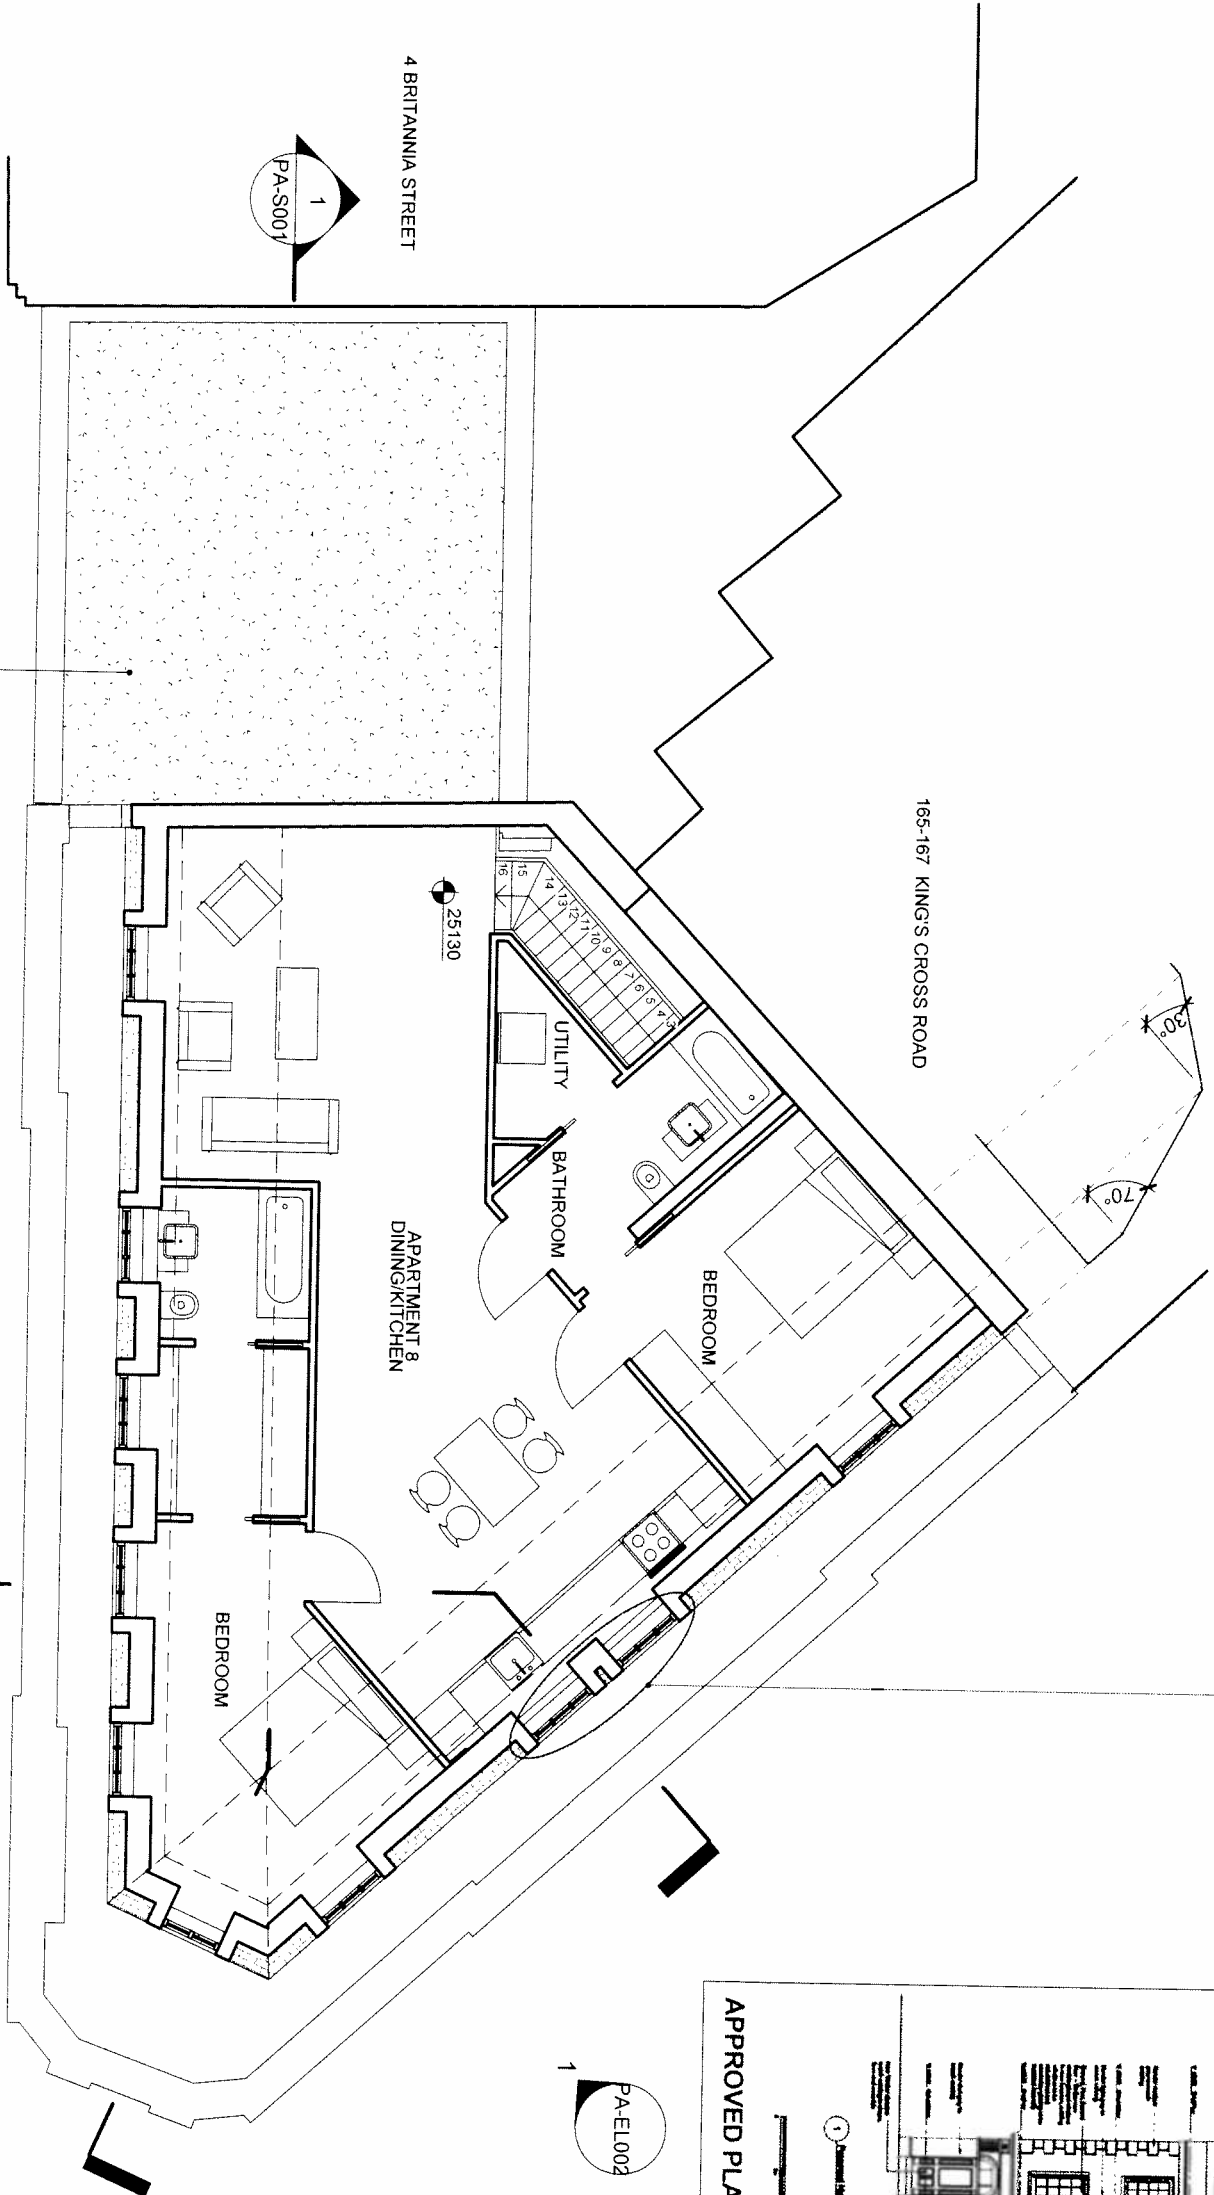 4 BRITANNIA STREET
1
PA-S001
165-167 KING'S CROSS ROAD
30°
70°
25130
16
15
14
13
12
11
10
9
8
7
6
5
4
3
UTILITY
BATHROOM
BEDROOM
APARTMENT 8
DINING/KITCHEN
BEDROOM
1
PA-EL002
APPROVED PLA
1